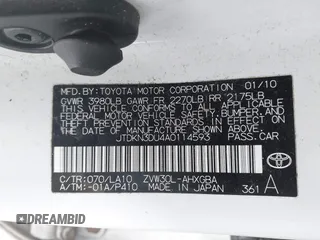 MFD. BY: TOYOTA MOTOR CORPORATION 01/10
GVWR 3980LB GAWR FR 2270LB RR 2175LB
THIS VEHICLE CONFORMS TO ALL APPLICABLE
FEDERAL MOTOR VEHICLE SAFETY, BUMPER, AND
THEFT PREVENTION STANDARDS IN EFFECT ON
THE DATE OF MANUFACTURE SHOWN ABOVE.
JTDKN3DU4A0114593 PASS.CAR
C/TR:070/LA10 ZVW30L-AHXGBA
A/TM:-01A/P410 MADE IN JAPAN 361 A
TOYOTA